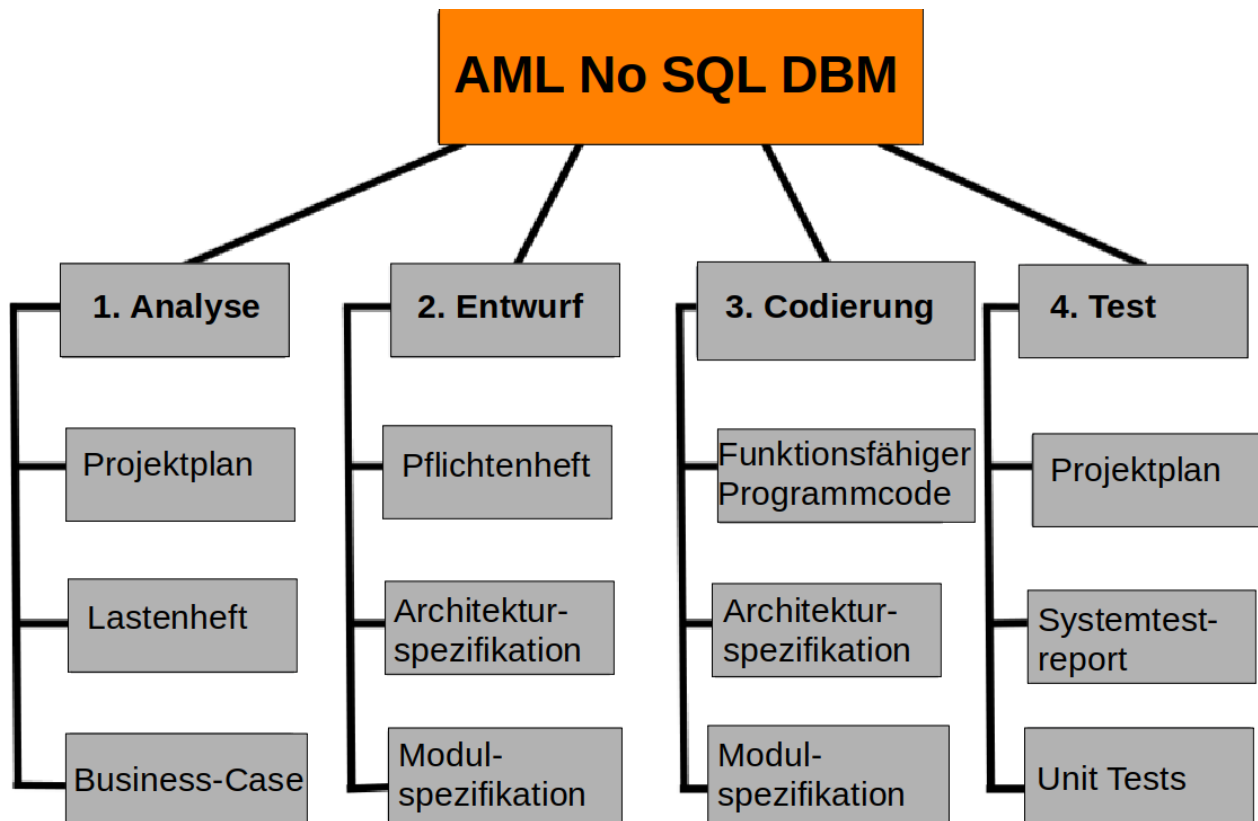 AML No SQL DBM
1. Analyse
Projektplan
Lastenheft
Business-Case
2. Entwurf
Pflichtenheft
Architektur-
spezifikation
Modul-
spezifikation
3. Codierung
Funktionsfähiger
Programmcode
Architektur-
spezifikation
Modul-
spezifikation
4. Test
Projektplan
Systemtest-
report
Unit Tests